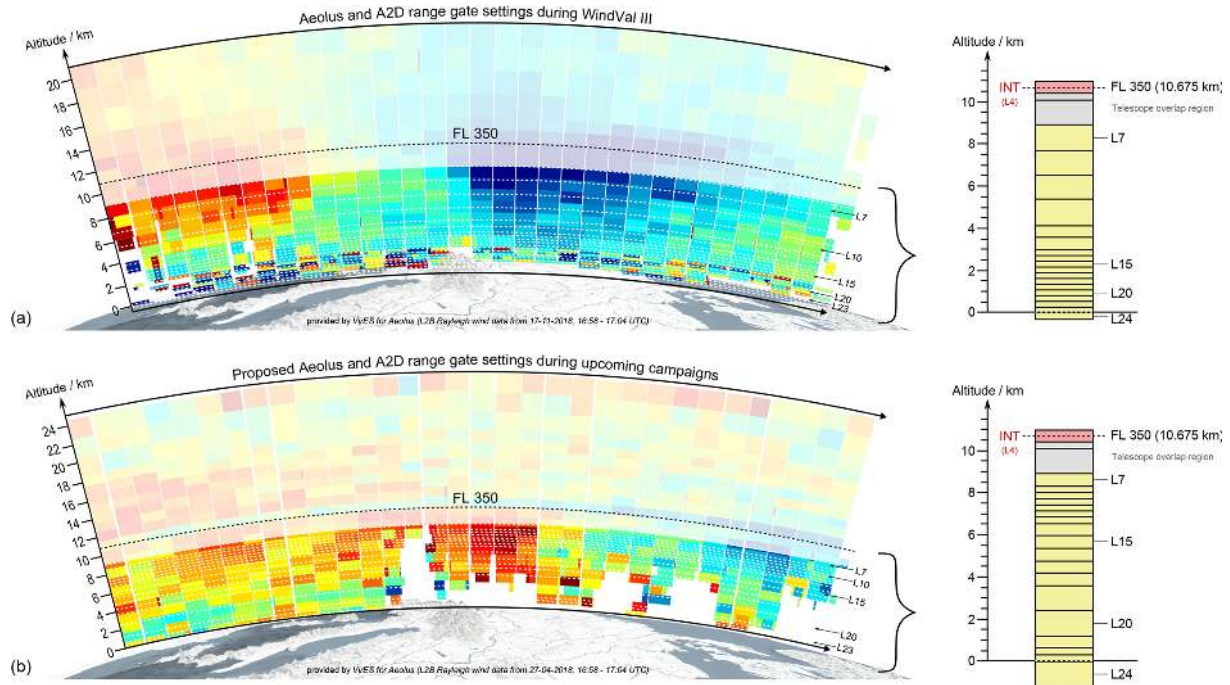 Aeolus and A2D range gate settings during WindVal III
Altitude / km
20
18
16
14
12
10
8
6
4
2
0
FL 350
L7
L10
L15
L20
L23
(a)
provided by VirES for Aeolus (L2B Rayleigh wind data from 17-11-2018, 16:58 - 17:04 UTC)
Altitude / km
INT
(L4)
10
8
6
4
2
0
FL 350 (10.675 km)
Telescope overlap region
L7
L15
L20
L24
Proposed Aeolus and A2D range gate settings during upcoming campaigns
Altitude / km
24
22
20
18
16
14
12
10
8
6
4
2
0
FL 350
L7
L10
L15
L20
L23
(b)
provided by VirES for Aeolus (L2B Rayleigh wind data from 27-04-2018, 16:58 - 17:04 UTC)
Altitude / km
INT
(L4)
10
8
6
4
2
0
FL 350 (10.675 km)
Telescope overlap region
L7
L15
L20
L24